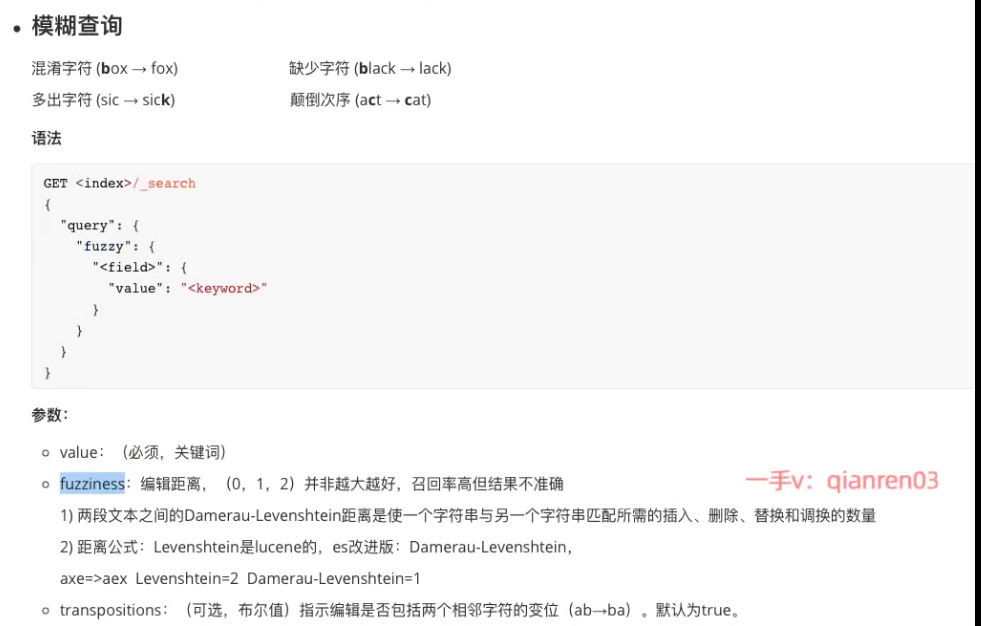 • 模糊查询
混淆字符 (box → fox) 缺少字符 (black → lack)
多出字符 (sic → sick) 颠倒次序 (act → cat)
语法
GET <index>/_search
{
  "query": {
    "fuzzy": {
      "<field>": {
        "value": "<keyword>"
      }
    }
  }
}
参数：
value：（必须，关键词）
fuzziness：编辑距离，（0，1，2）并非越大越好，召回率高但结果不准确
一手v：qianren03
1) 两段文本之间的Damerau-Levenshtein距离是使一个字符串与另一个字符串匹配所需的插入、删除、替换和调换的数量
2) 距离公式：Levenshtein是lucene的，es改进版：Damerau-Levenshtein，
axe=>aex Levenshtein=2 Damerau-Levenshtein=1
transpositions：（可选，布尔值）指示编辑是否包括两个相邻字符的变位（ab→ba）。默认为true。